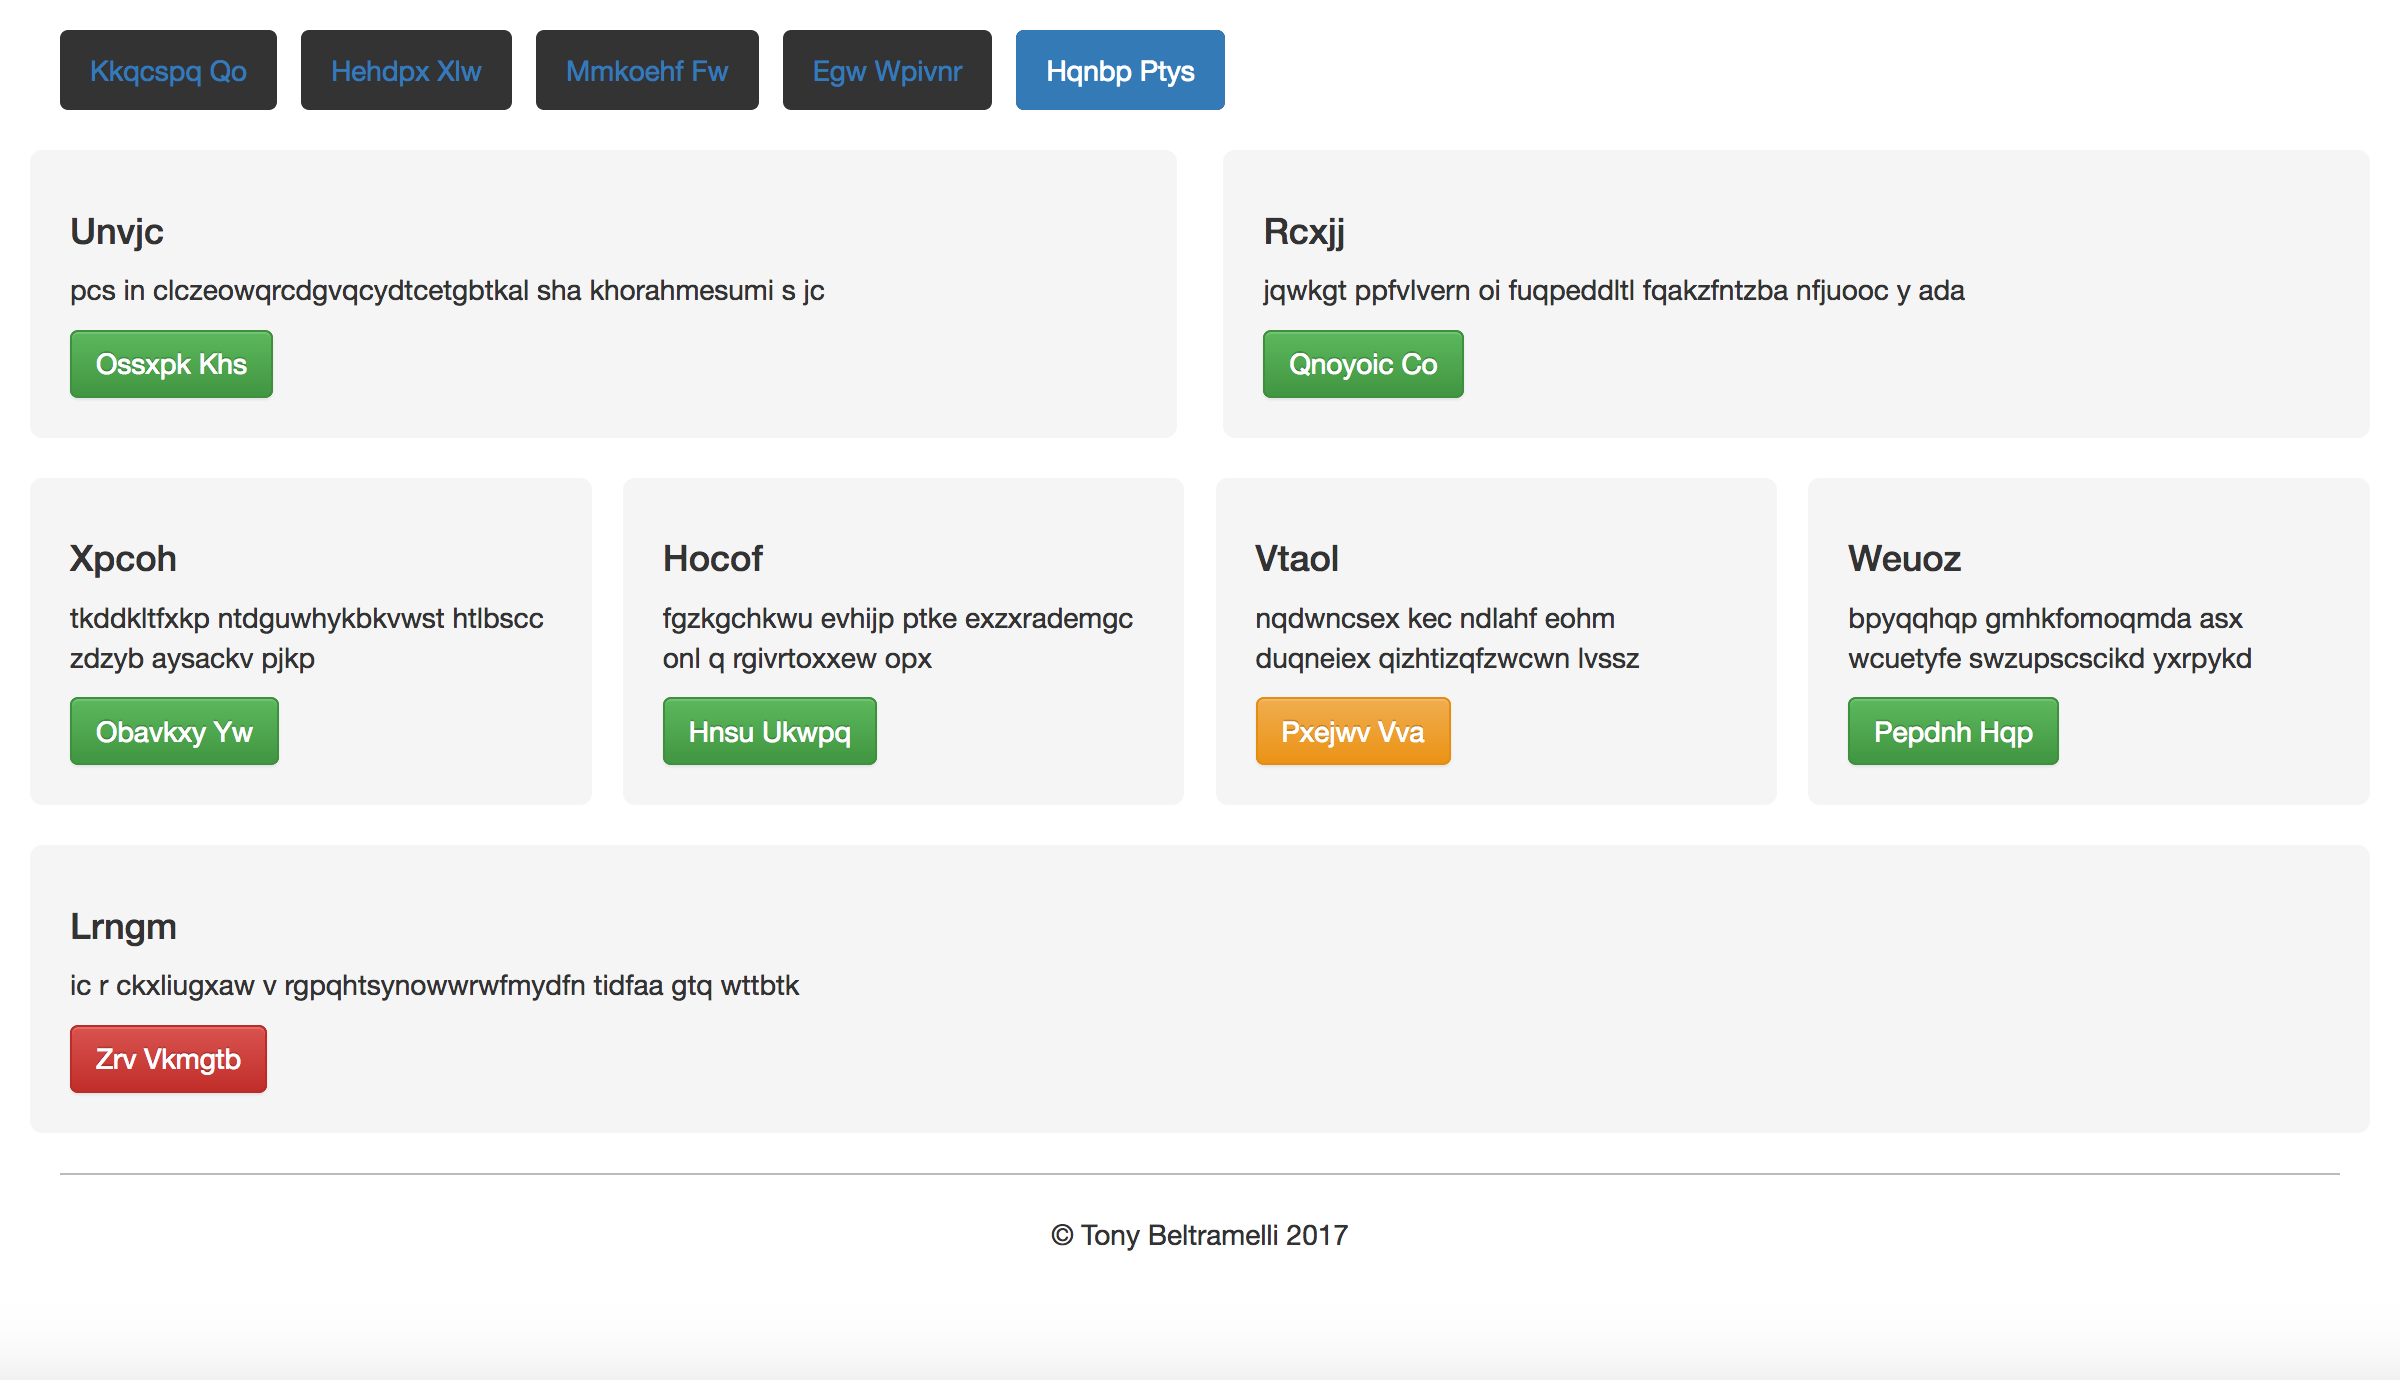 Kkqcspq Qo
Hehdpx Xlw
Mmkoehf Fw
Egw Wpivnr
Hqnbp Ptys
Unvjc
pcs in clczeowqrcdgvqcydtcetgbtkal sha khorahmesumi s jc
Ossxpk Khs
Rcxjj
jqwkgt ppfvlvern oi fuqpeddltl fqakzfntzba nfjuooc y ada
Qnoyoic Co
Xpcoh
tkddkltfxkp ntdguwhykbkvwst htlbscc
zdzyb aysackv pjkp
Obavkxy Yw
Hocof
fgzkgchkwu evhijp ptke exzxrademgc
onl q rgivrtoxxew opx
Hnsu Ukwpq
Vtaol
nqdwncsex kec ndlahf eohm
duqneiex qizhtizqfzwcwn lvssz
Pxejwv Vva
Weuoz
bpyqqhqp gmhkfomoqmda asx
wcuetyfe swzupscscikd yxrpykd
Pepdnh Hqp
Lrngm
ic r ckxliugxaw v rgpqhtsynowwrwfmydfn tidfaa gtq wttbtk
Zrv Vkmgtb
© Tony Beltramelli 2017